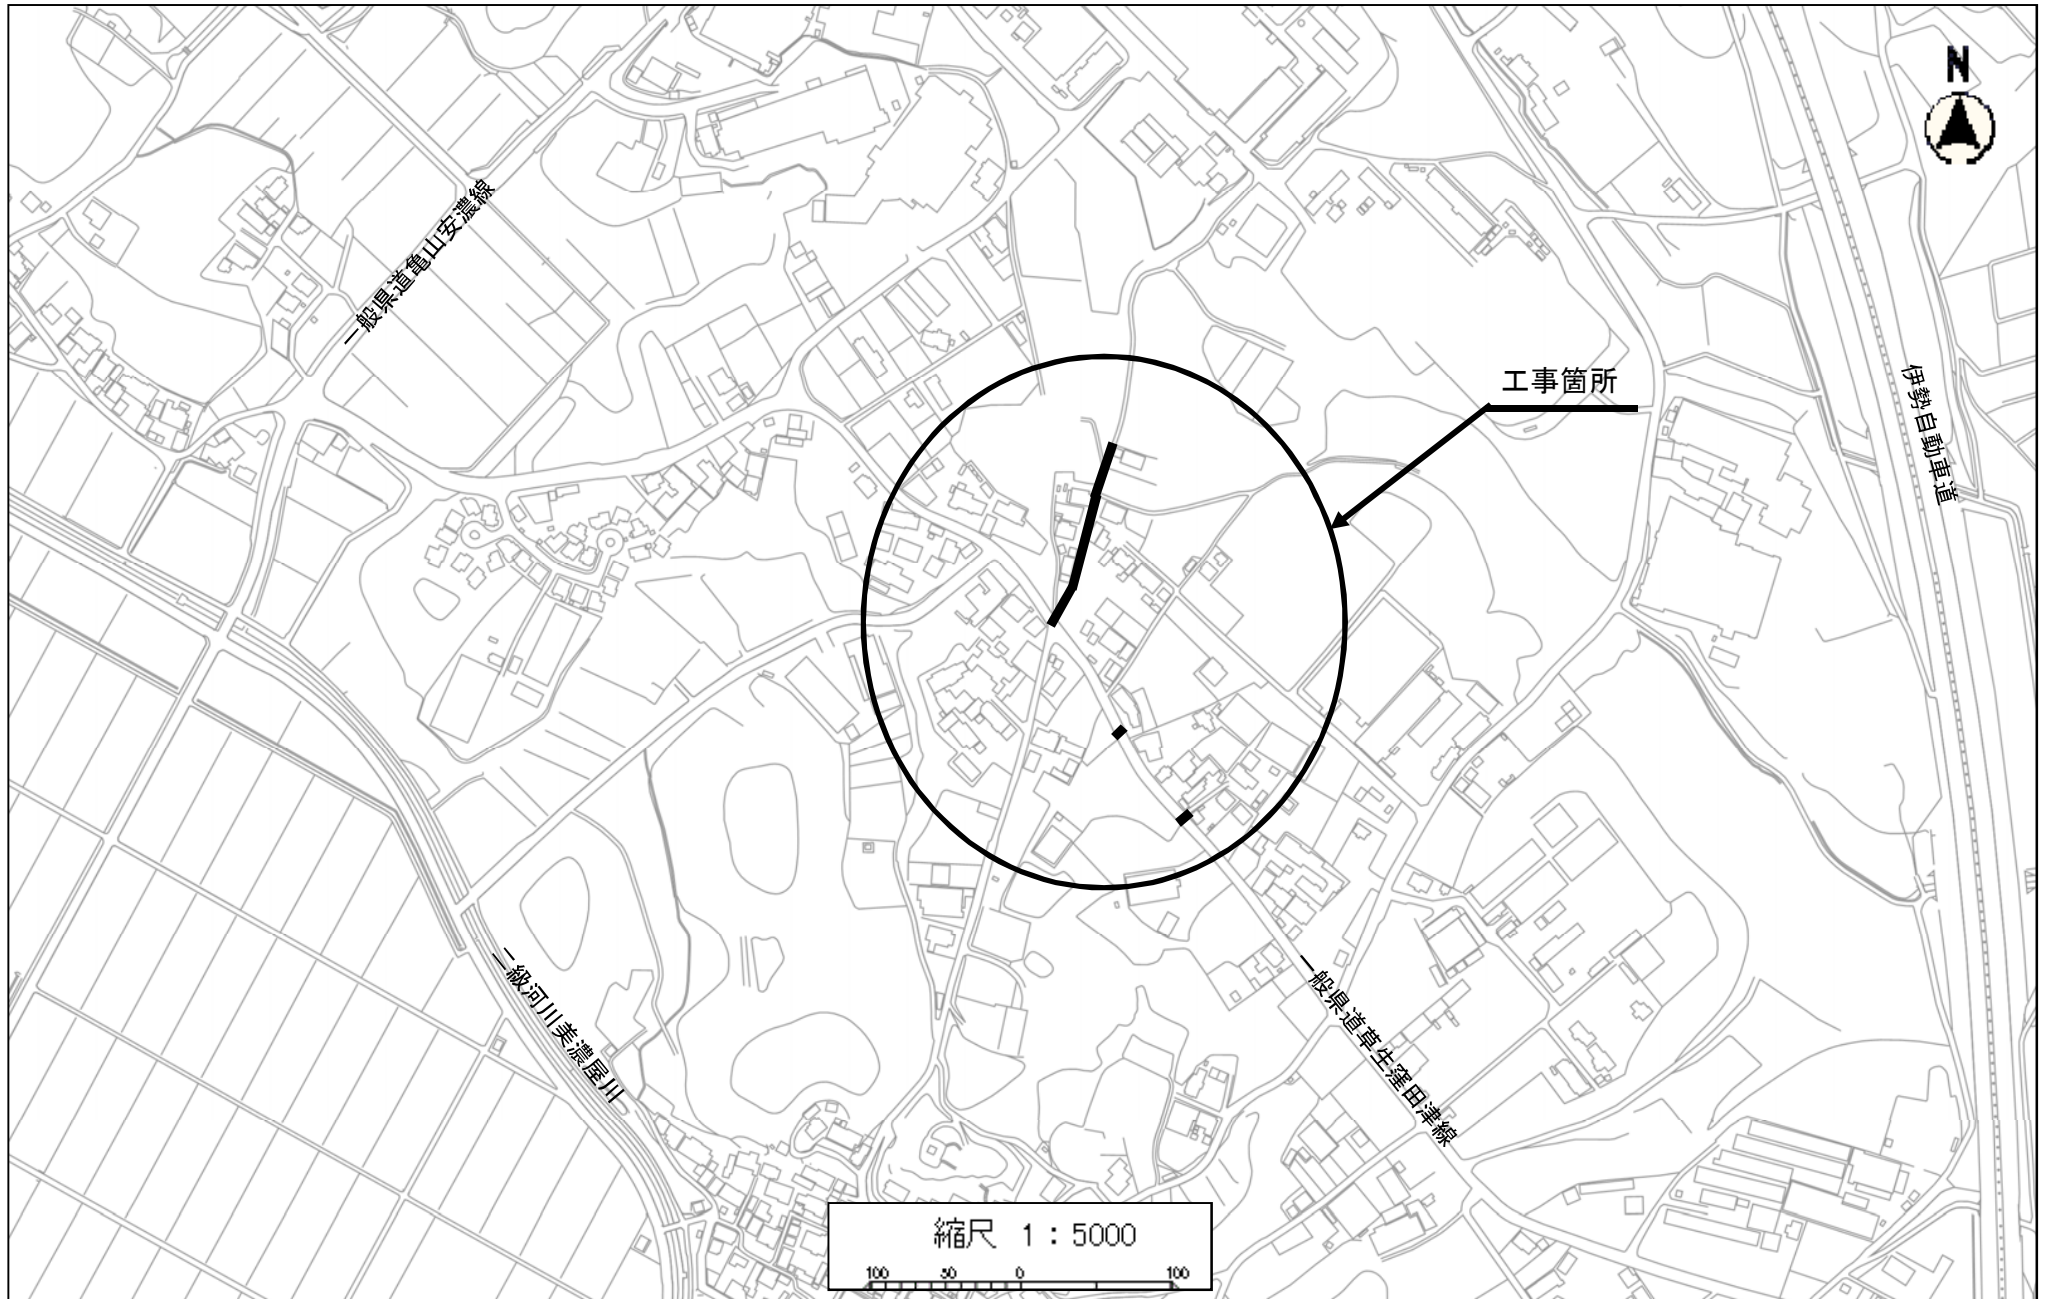 N
一般県道亀山安濃線
工事箇所
伊勢自動車道
二級河川美濃屋川
一般県道草生窪田津線
縮尺 1：5000
100 50 0 100